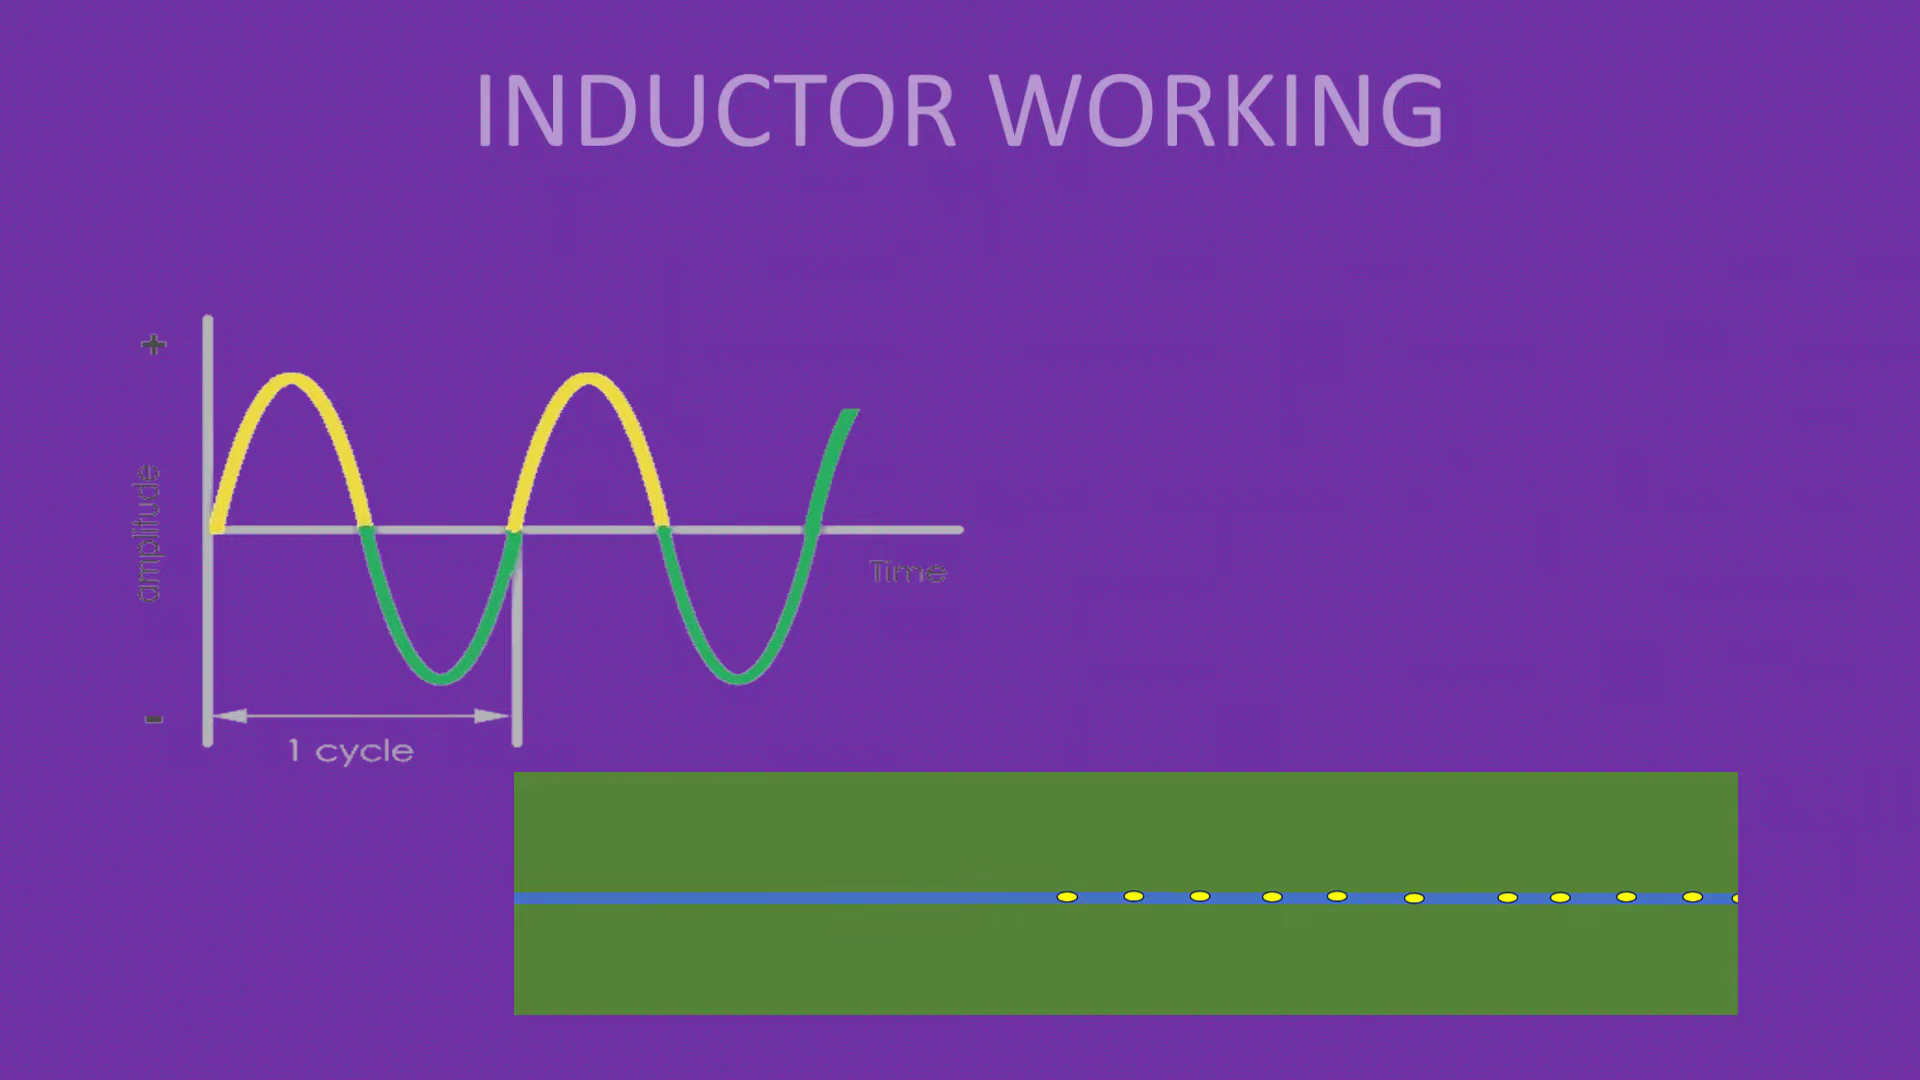 INDUCTOR WORKING
+
amplitude
Time
-
1 cycle